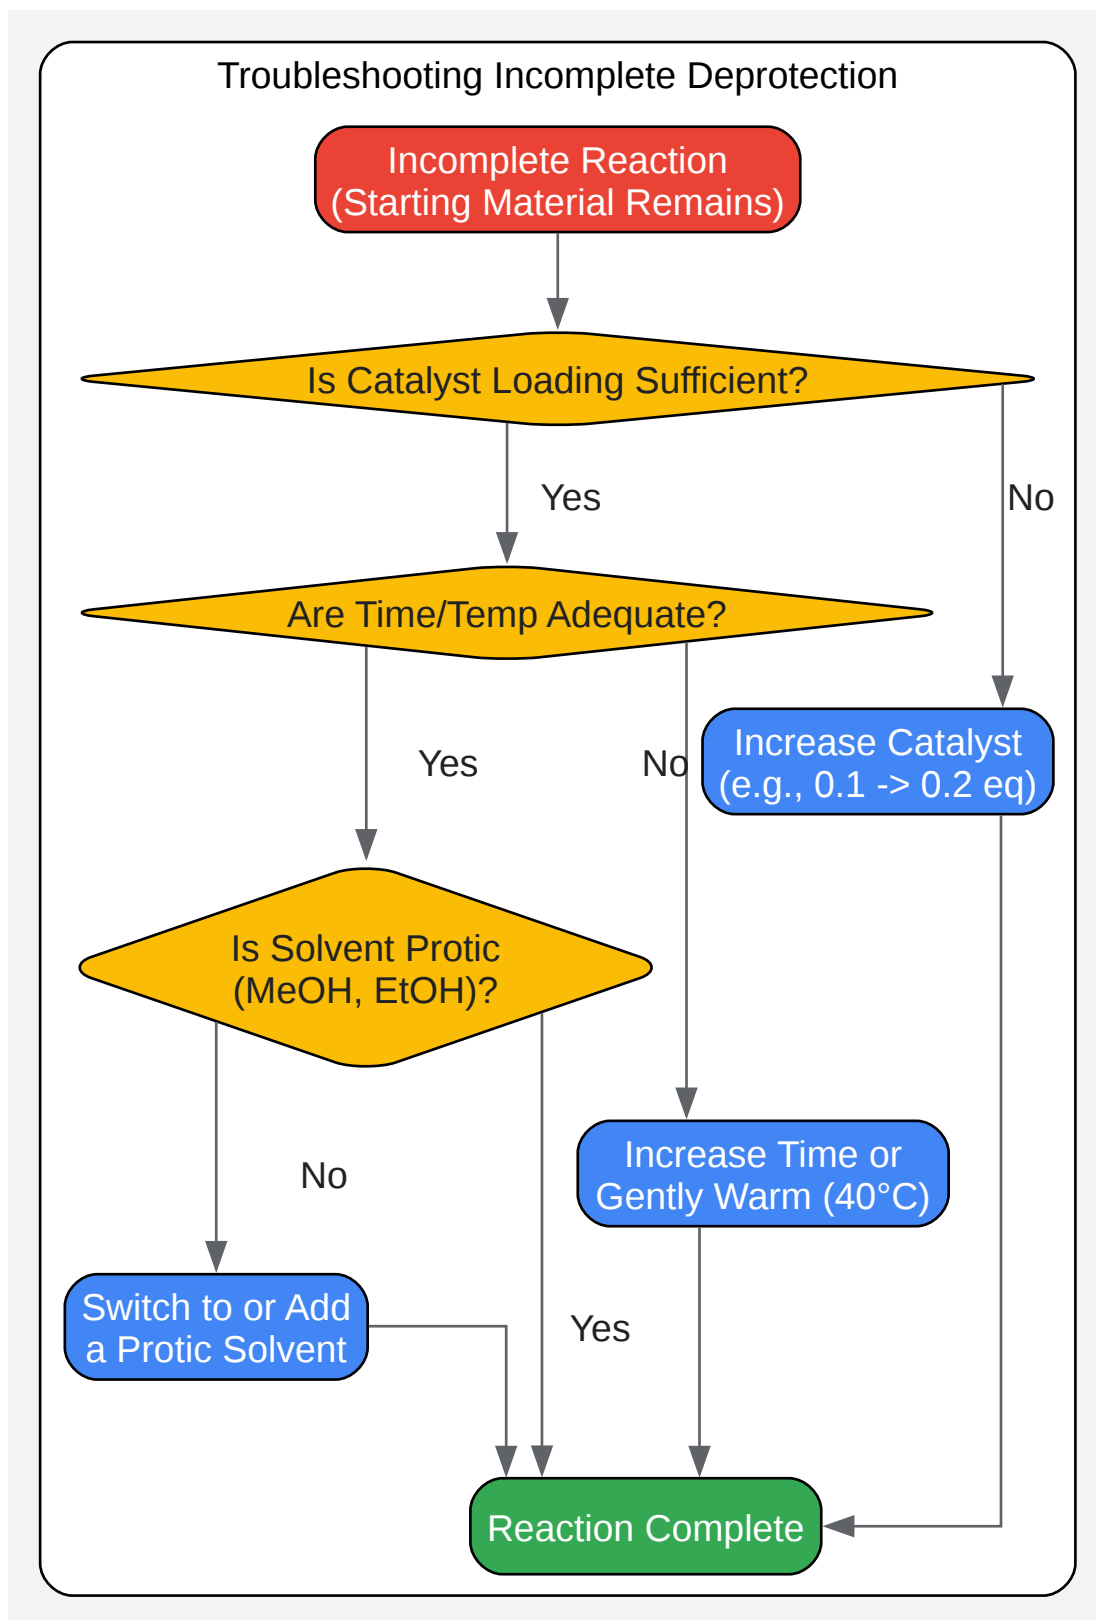 Troubleshooting Incomplete Deprotection
Incomplete Reaction
(Starting Material Remains)
Is Catalyst Loading Sufficient?
Yes
No
Are Time/Temp Adequate?
Yes
No
Increase Catalyst
(e.g., 0.1 -> 0.2 eq)
Is Solvent Protic
(MeOH, EtOH)?
No
Increase Time or
Gently Warm (40°C)
Switch to or Add
a Protic Solvent
Yes
Reaction Complete